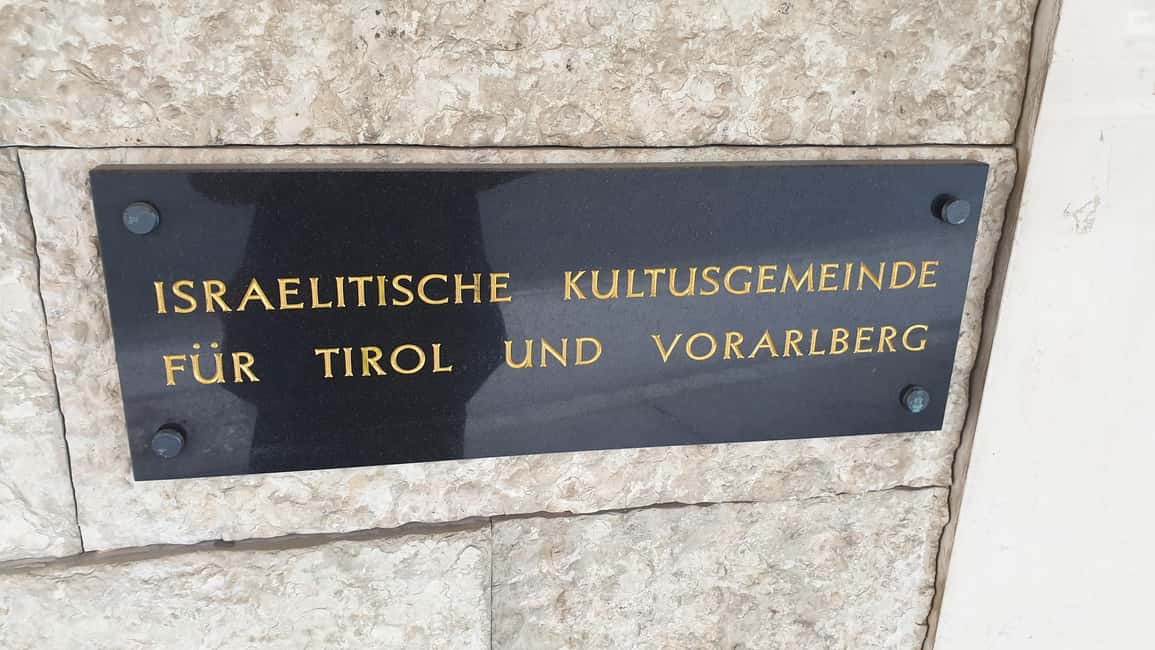 ISRAELITISCHE KULTUSGEMEINDE
FÜR TIROL UND VORARLBERG